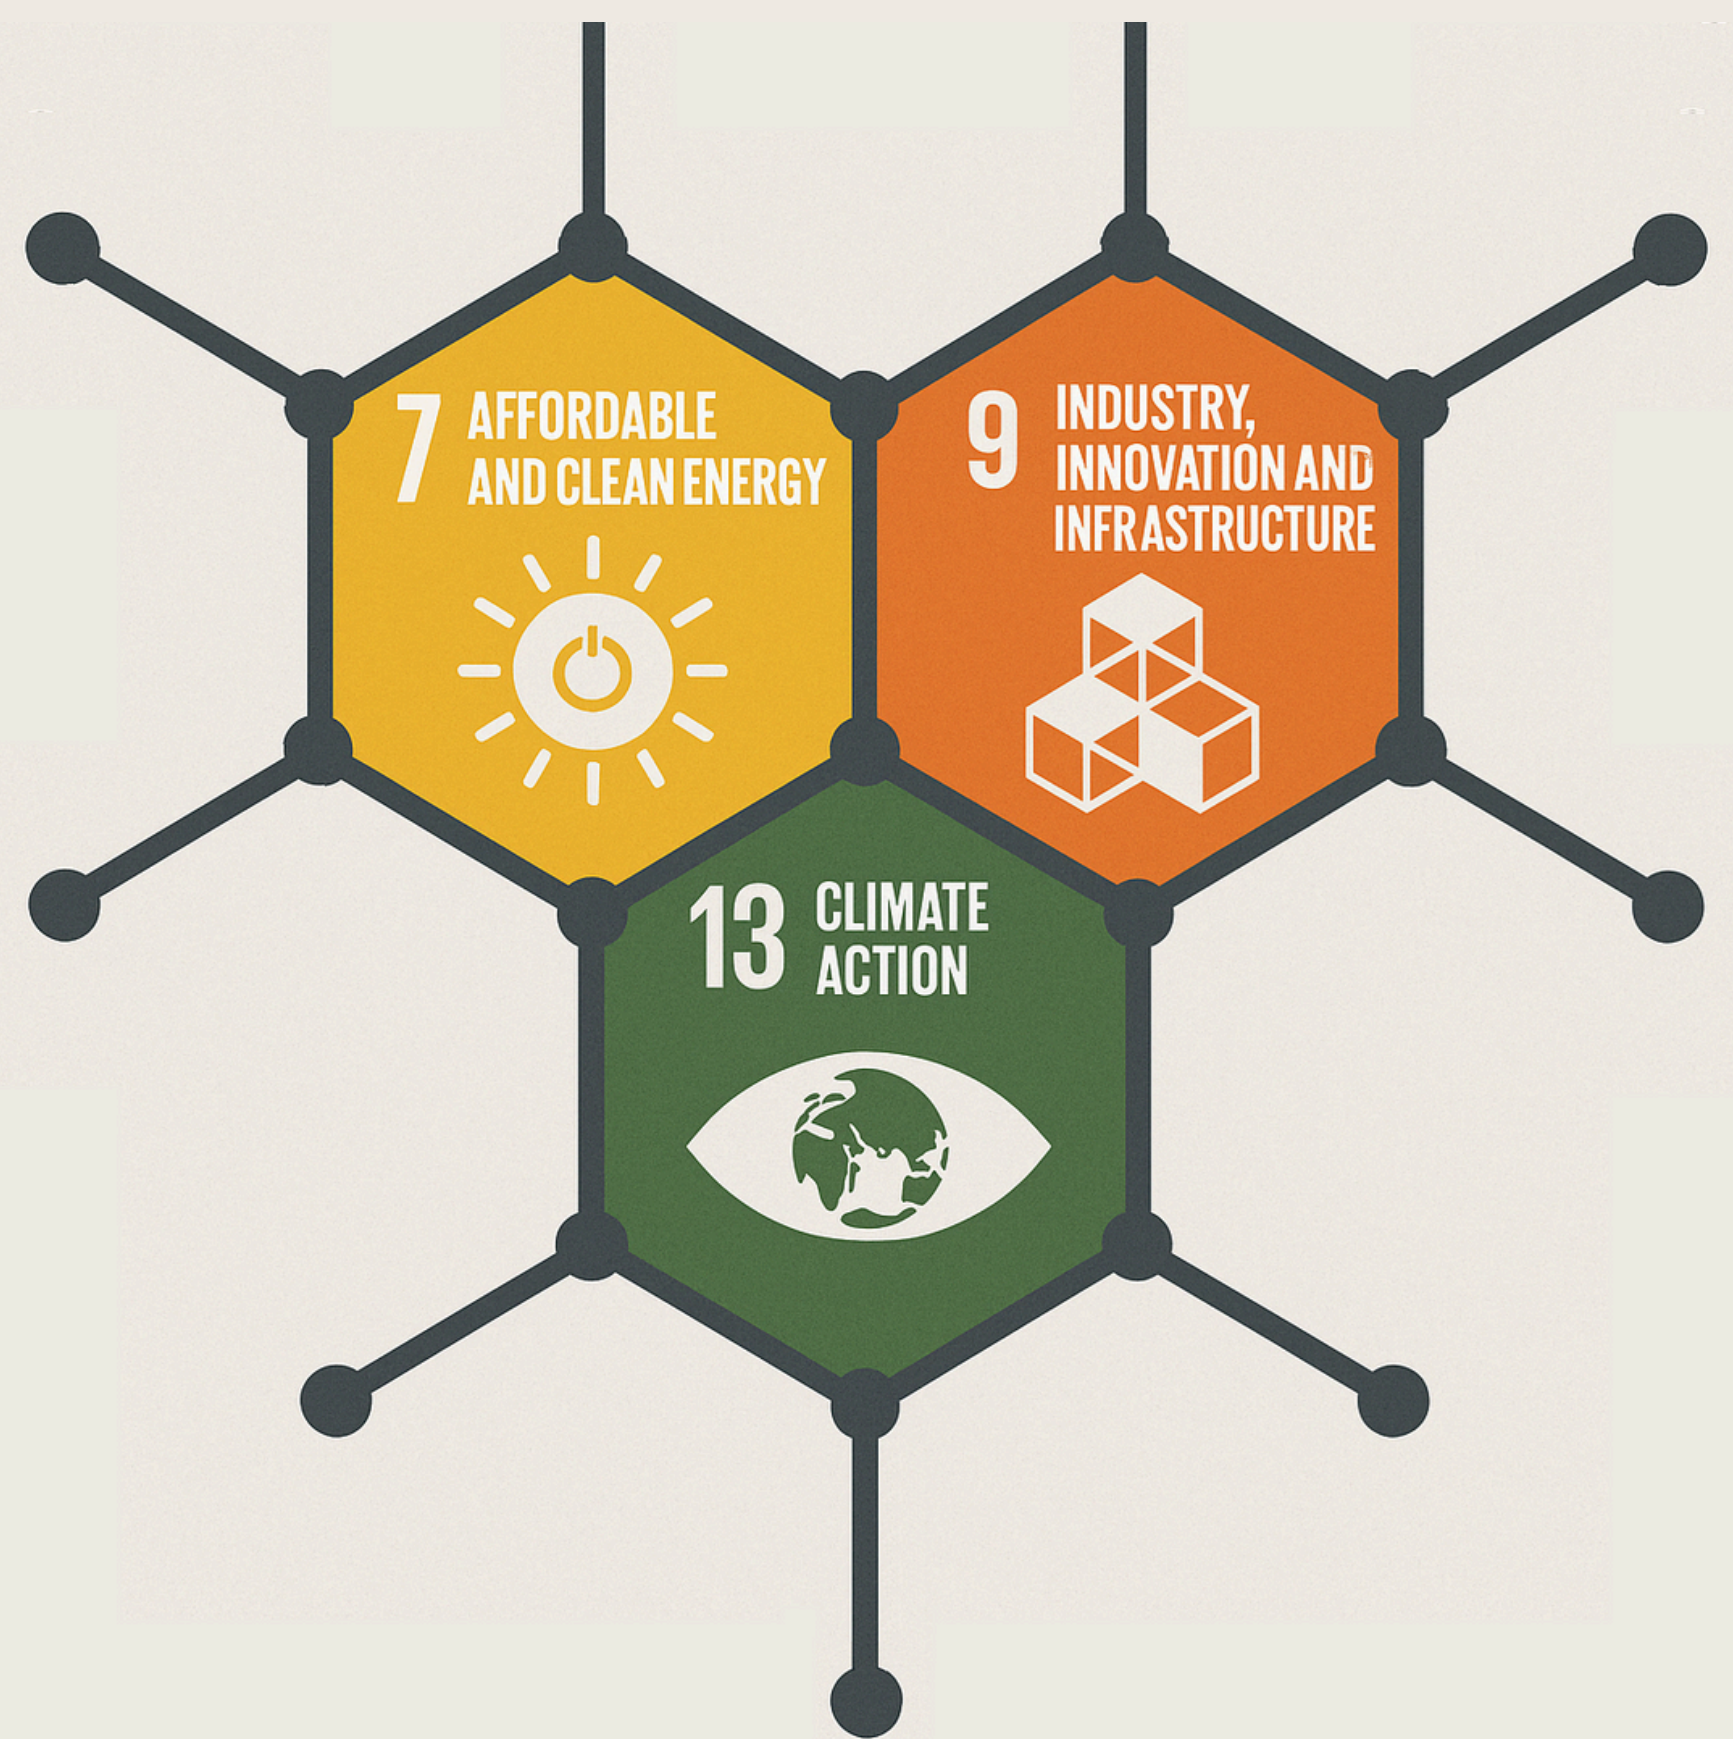 7
AFFORDABLE
AND CLEAN ENERGY
9
INDUSTRY,
INNOVATION AND
INFRASTRUCTURE
13
CLIMATE
ACTION